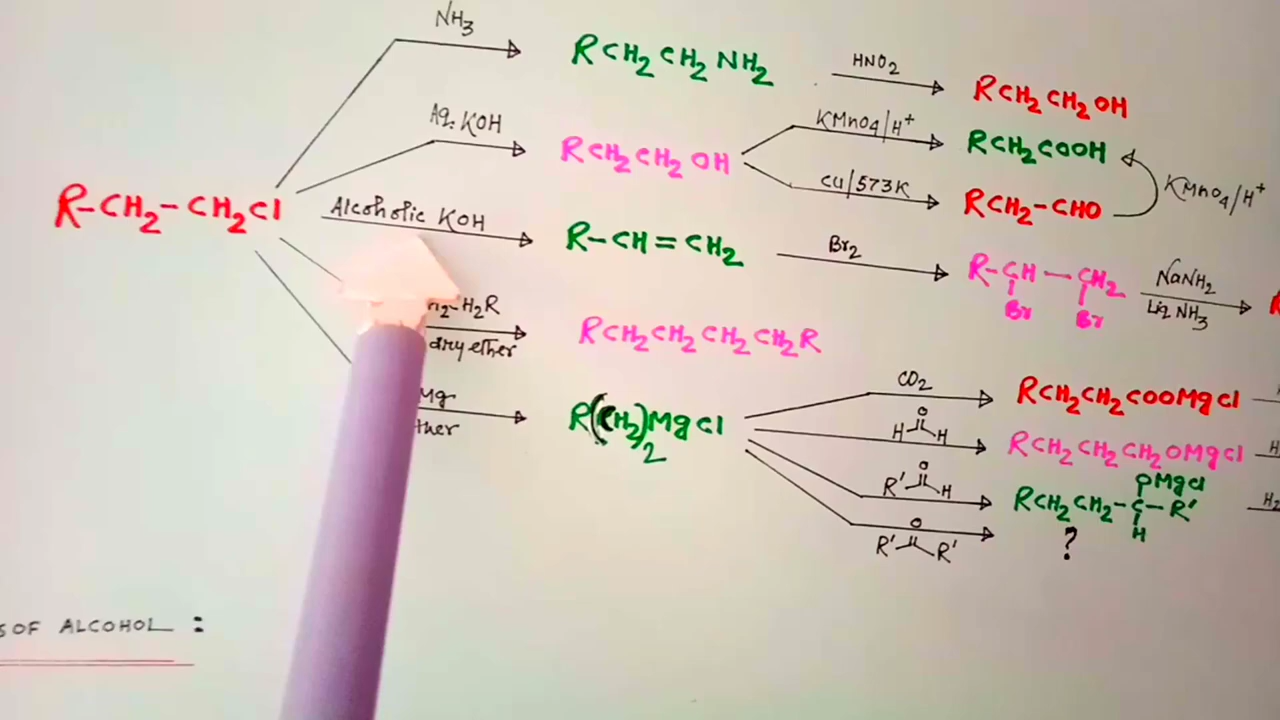 NH3
RCH2CH2NH2
HNO2
RCH2CH2OH
Aq. KOH
RCH2CH2OH
KMnO4/H+
RCH2COOH
Cu/573K
RCH2-CHO
KMnO4/H+
R-CH2-CH2Cl
Alcoholic KOH
R-CH=CH2
Br2
R-CH-CH2
Br Br
NaNH2
Liq NH3
dry ether
RCH2CH2CH2CH2R
Mg
R(CH2)2MgCl
CO2
RCH2CH2COOMgCl
O
H H
RCH2CH2CH2OMgCl
O
R' H
RCH2CH2-C-R'
OMgCl
H
O
R' R'
?
OF ALCOHOL :